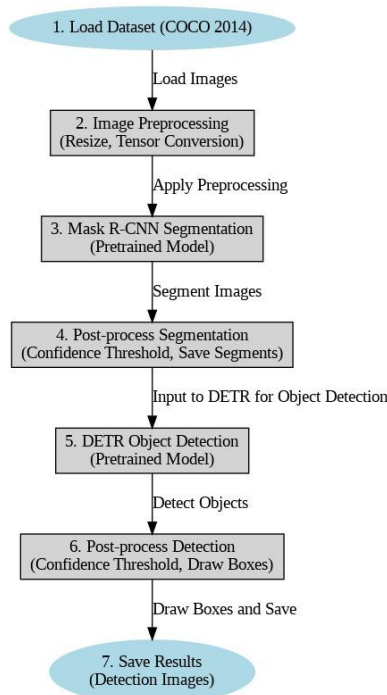 1. Load Dataset (COCO 2014)
Load Images
2. Image Preprocessing
(Resize, Tensor Conversion)
Apply Preprocessing
3. Mask R-CNN Segmentation
(Pretrained Model)
Segment Images
4. Post-process Segmentation
(Confidence Threshold, Save Segments)
Input to DETR for Object Detection
5. DETR Object Detection
(Pretrained Model)
Detect Objects
6. Post-process Detection
(Confidence Threshold, Draw Boxes)
Draw Boxes and Save
7. Save Results
(Detection Images)